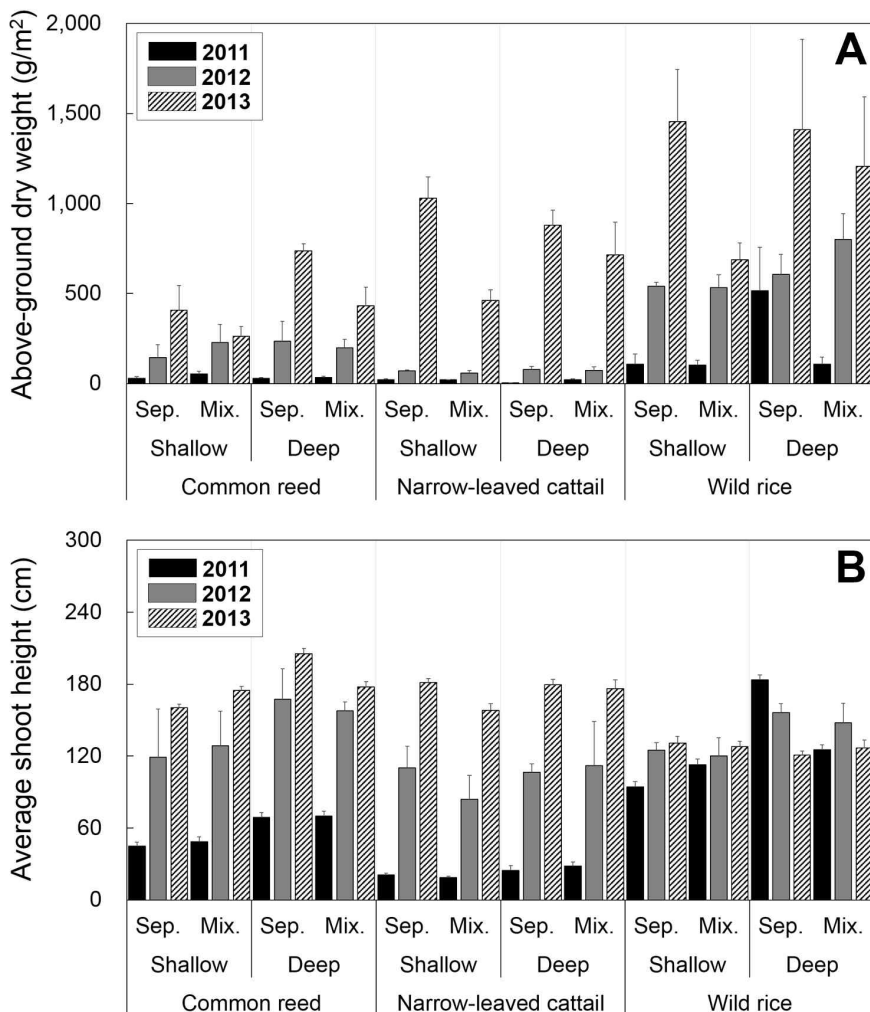 Above-ground dry weight (g/m²)
2,000
1,500
1,000
500
0
2011
2012
2013
A
Sep. Mix. Sep. Mix. Sep. Mix. Sep. Mix. Sep. Mix. Sep. Mix.
Shallow Deep Shallow Deep Shallow Deep
Common reed Narrow-leaved cattail Wild rice
Average shoot height (cm)
300
240
180
120
60
0
2011
2012
2013
B
Sep. Mix. Sep. Mix. Sep. Mix. Sep. Mix. Sep. Mix. Sep. Mix.
Shallow Deep Shallow Deep Shallow Deep
Common reed Narrow-leaved cattail Wild rice